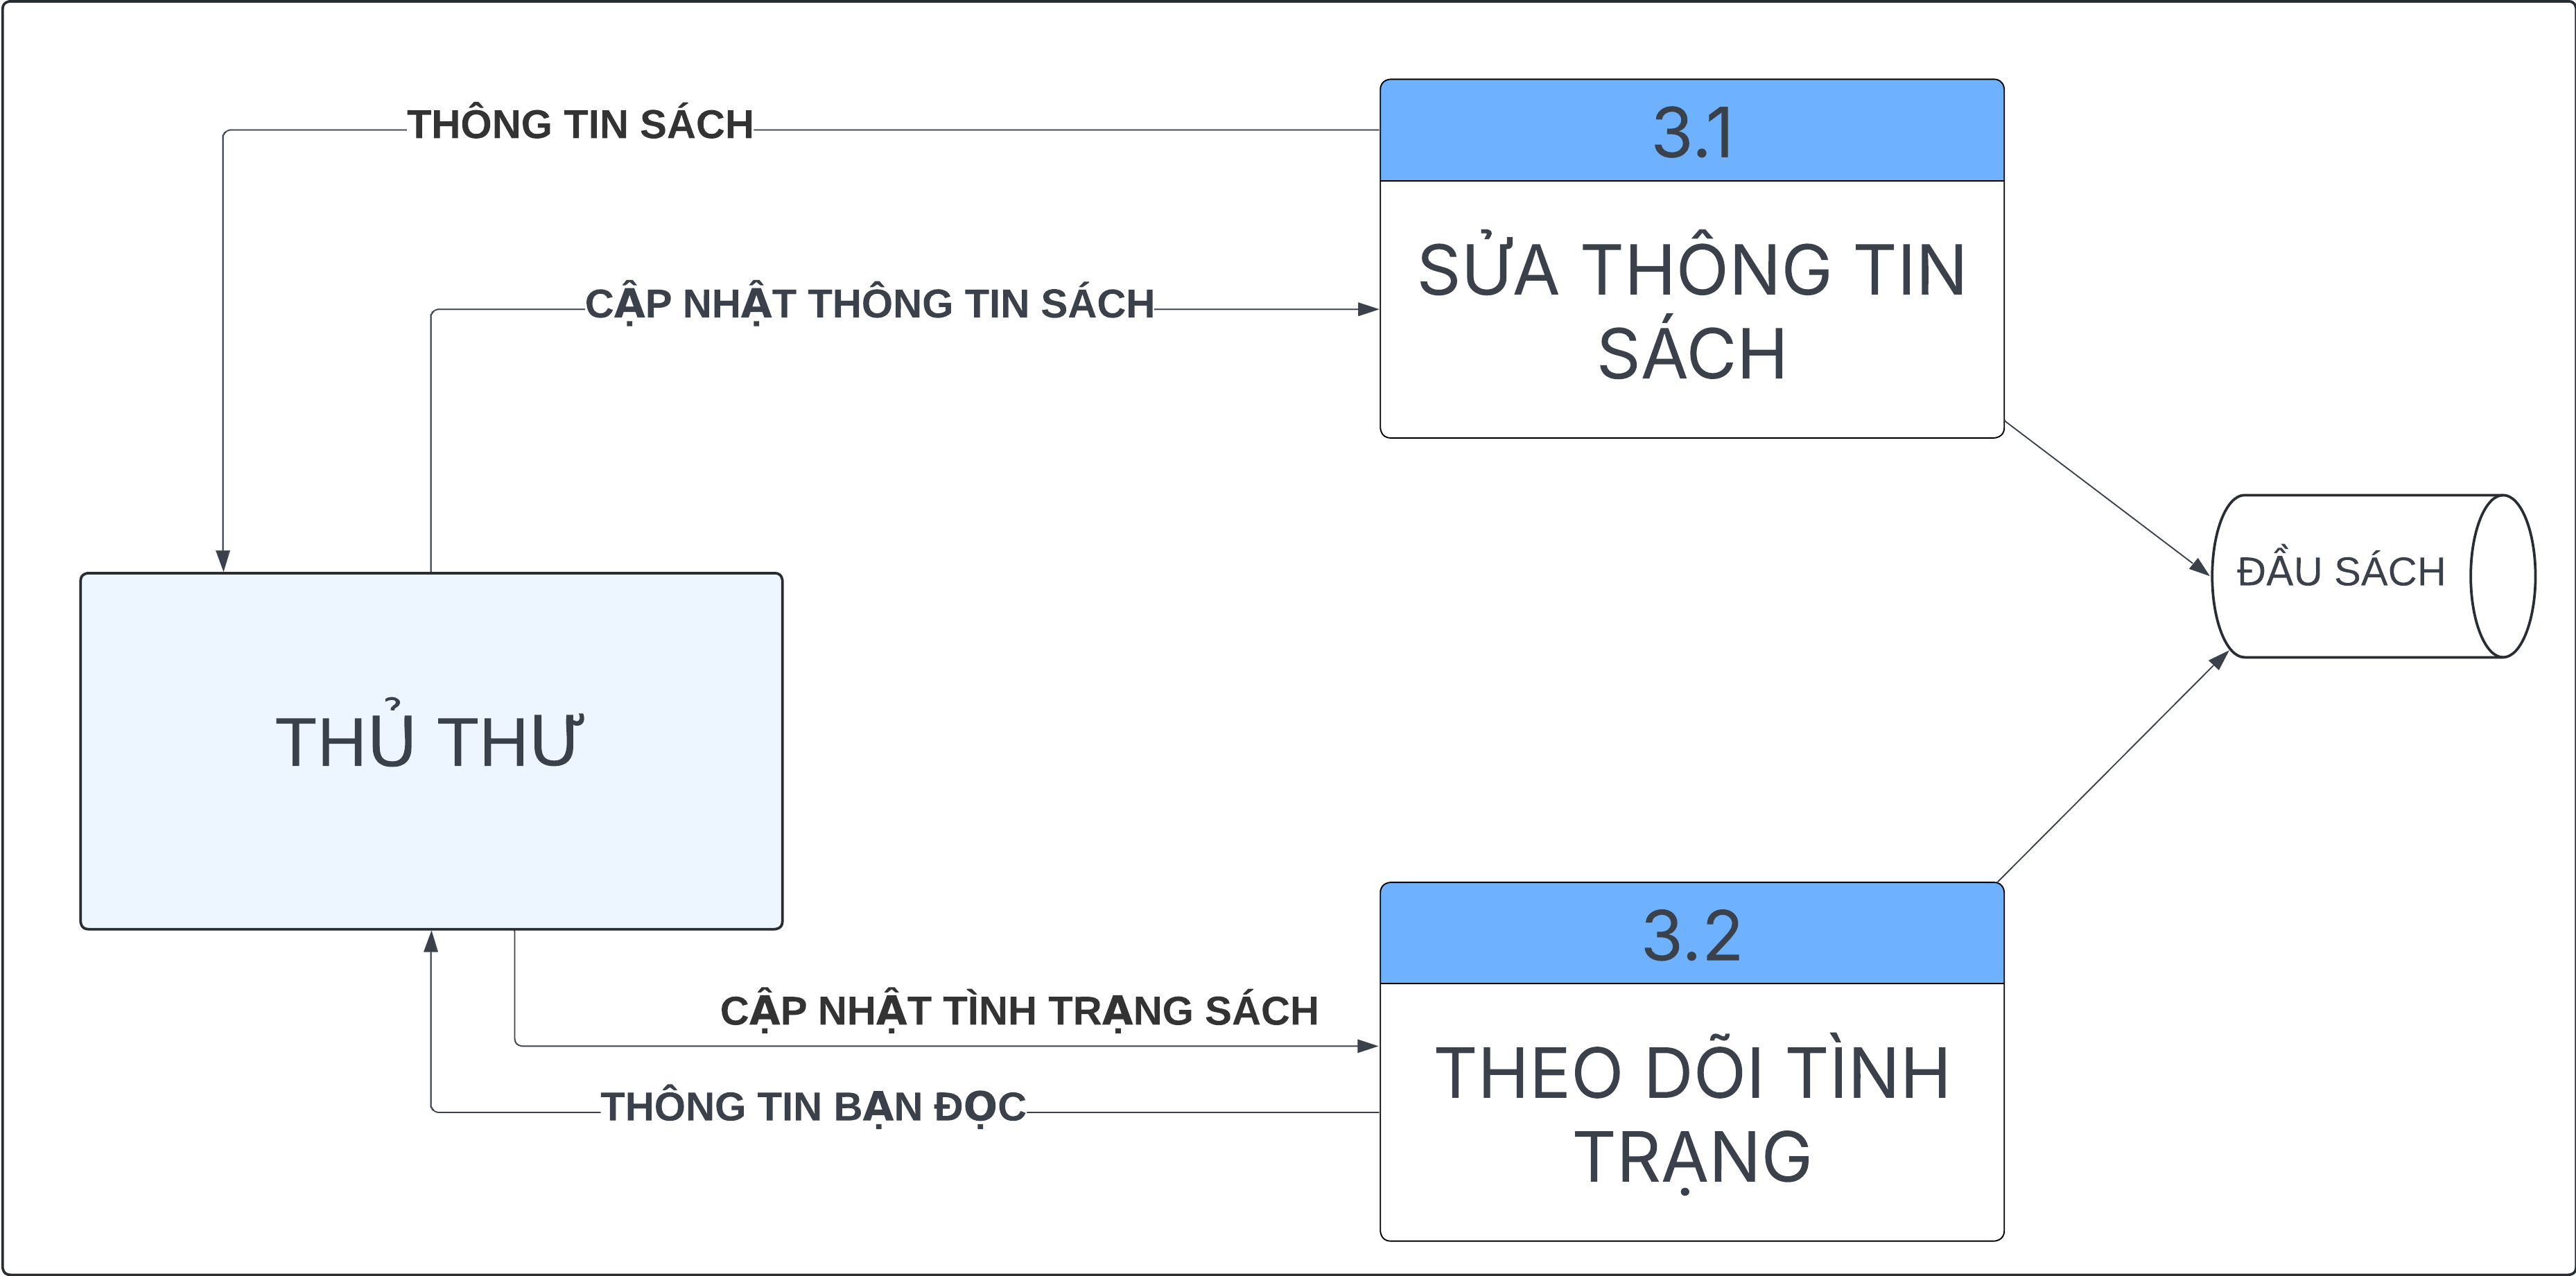 THÔNG TIN SÁCH
3.1
SỬA THÔNG TIN
SÁCH
CẬP NHẬT THÔNG TIN SÁCH
ĐẦU SÁCH
THỦ THƯ
3.2
THEO DÕI TÌNH
TRẠNG
CẬP NHẬT TÌNH TRẠNG SÁCH
THÔNG TIN BẠN ĐỌC